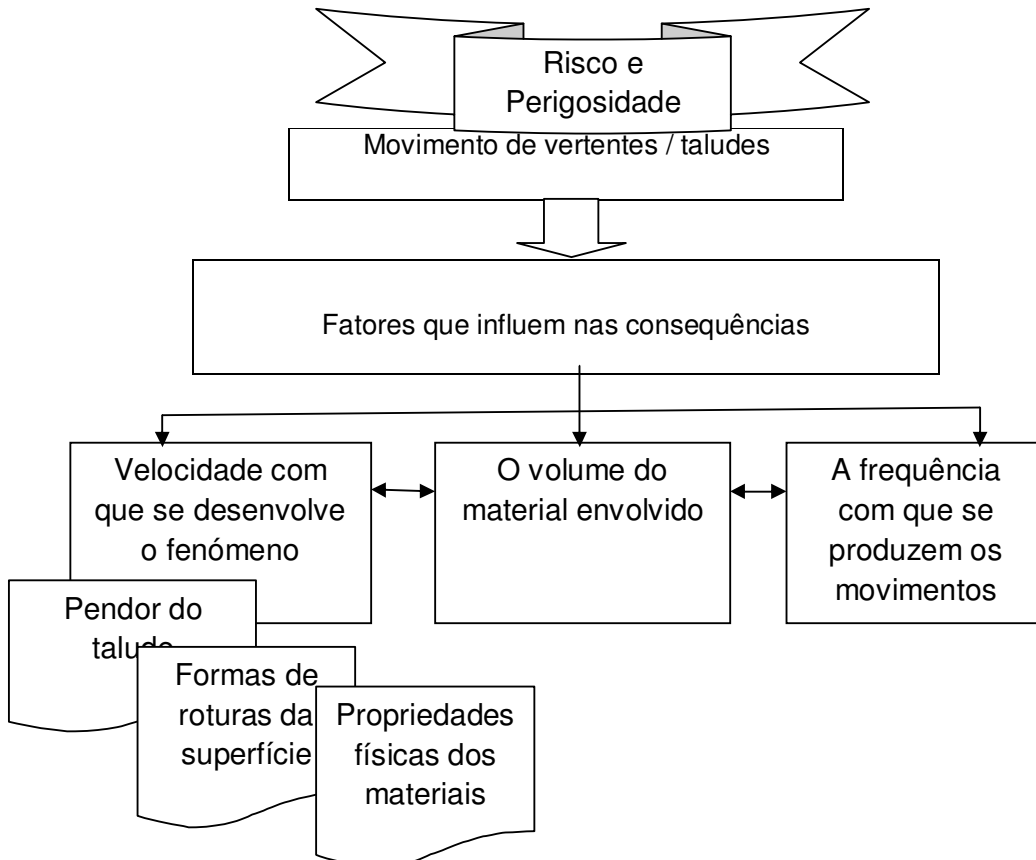 Risco e
Perigosidade
Movimento de vertentes / taludes
Fatores que influem nas consequências
Velocidade com
que se desenvolve
o fenómeno
O volume do
material envolvido
A frequência
com que se
produzem os
movimentos
Pendor do
talude
Formas de
roturas da
superfície
Propriedades
físicas dos
materiais